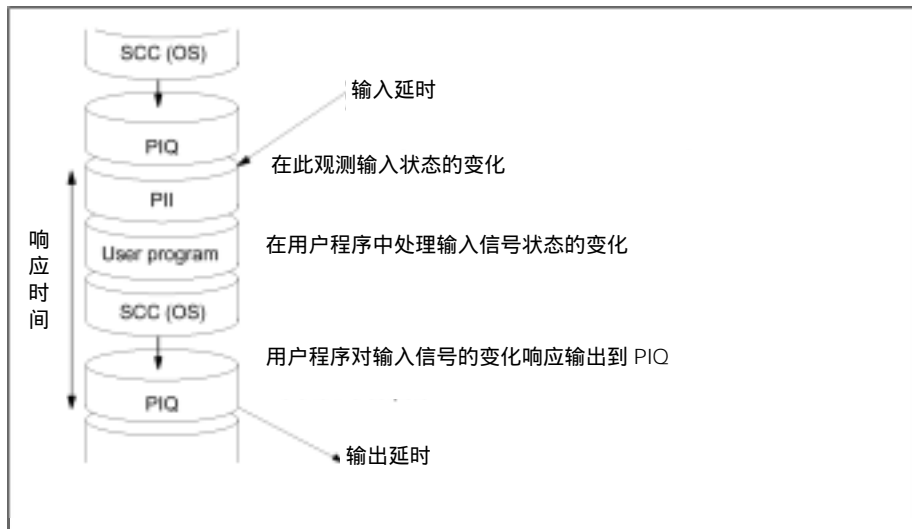 SCC (OS)
输入延时
PIQ
在此观测输入状态的变化
PII
响应时间
User program
在用户程序中处理输入信号状态的变化
SCC (OS)
用户程序对输入信号的变化响应输出到 PIQ
PIQ
输出延时